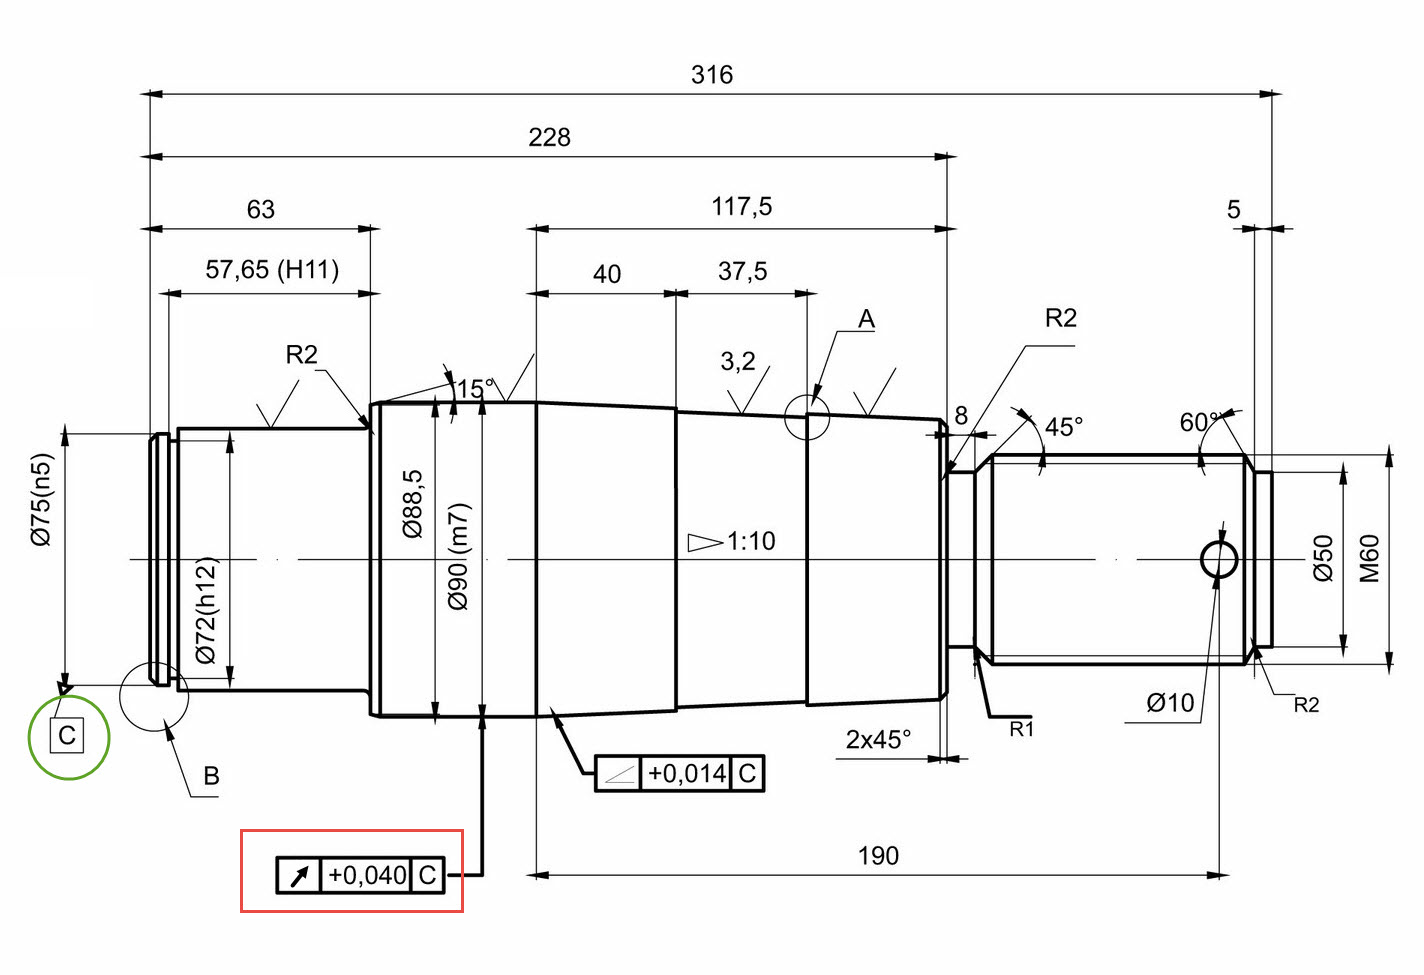 316
228
63
117,5
5
57,65 (H11)
40
37,5
A
R2
R2
3,2
15°
8
45°
60°
Ø75(n5)
Ø88,5
Ø90 (m7)
Ø72(h12)
1:10
Ø50
M60
Ø10
R2
R1
C
2x45°
B
+0,014 C
190
+0,040 C